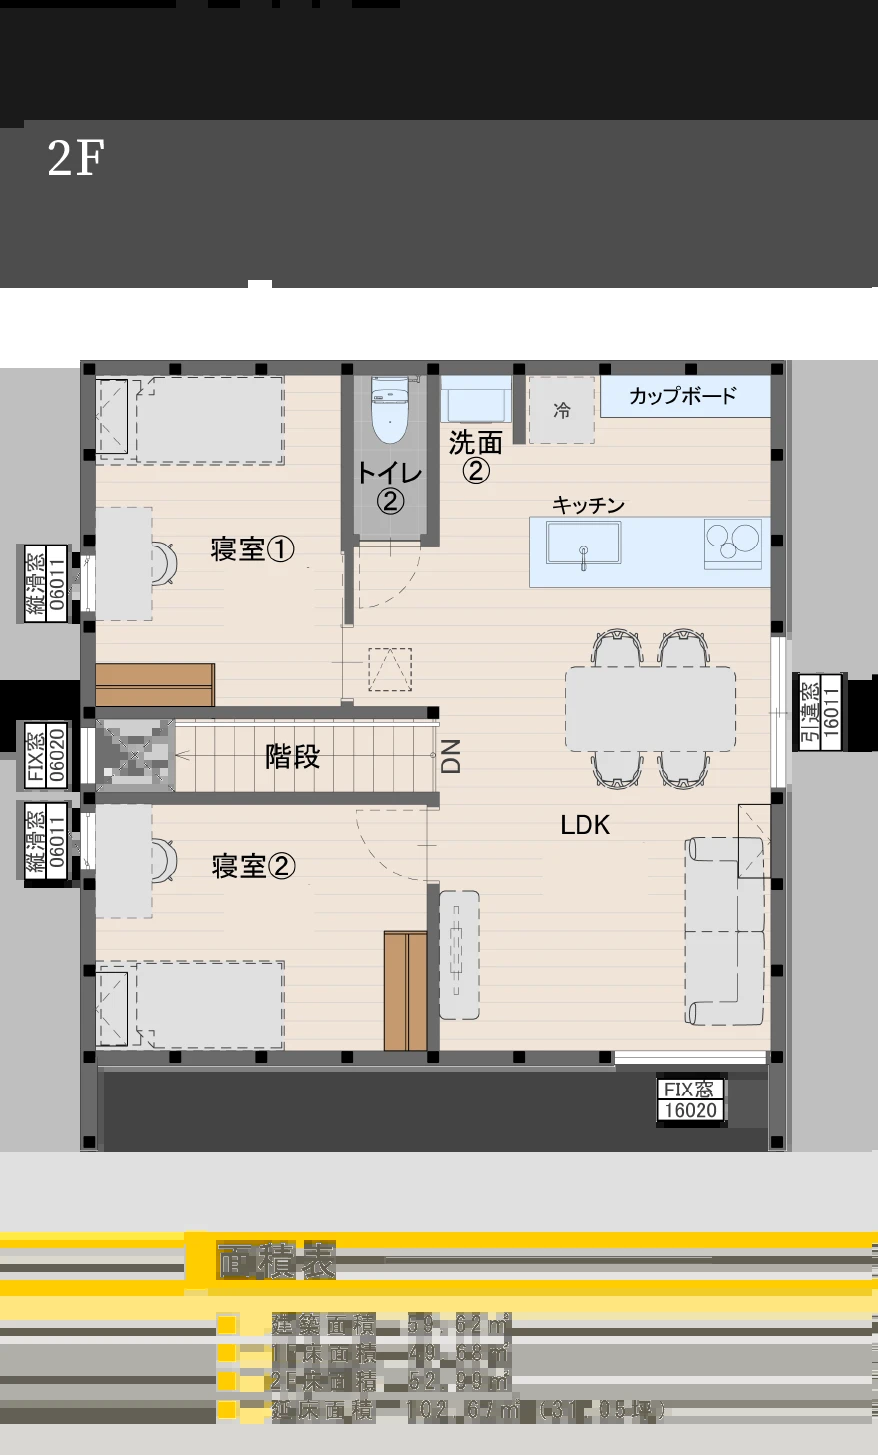 2F
カップボード
冷
洗面
②
トイレ
②
キッチン
寝室①
縦滑窓
06011
引違窓
16011
FIX窓
06020
階段
DN
縦滑窓
06011
LDK
寝室②
FIX窓
16020
面積表
建築面積 59.62㎡
1F床面積 49.68㎡
2F床面積 52.99㎡
延床面積 102.67㎡ (31.05坪)